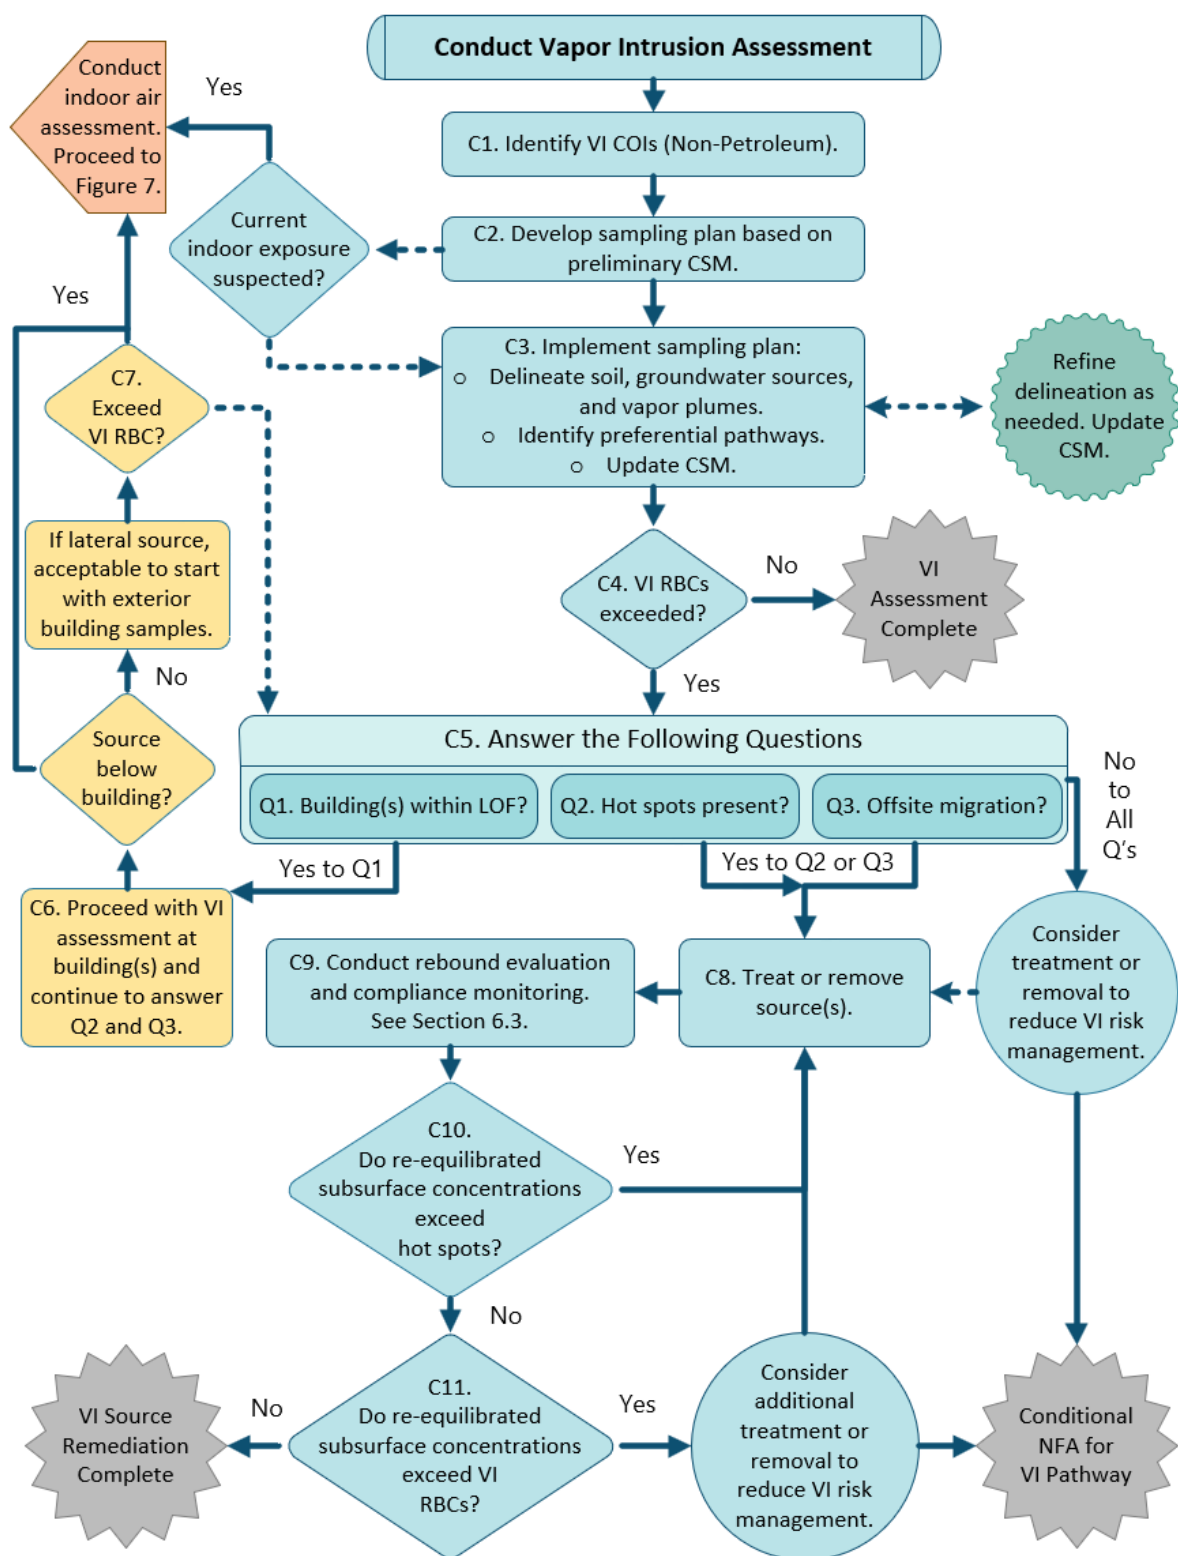 Conduct Vapor Intrusion Assessment
Conduct
indoor air
assessment.
Proceed to
Figure 7.
Yes
C1. Identify VI COIs (Non-Petroleum).
Current
indoor exposure
suspected?
C2. Develop sampling plan based on
preliminary CSM.
Yes
C3. Implement sampling plan:
o Delineate soil, groundwater sources,
and vapor plumes.
o Identify preferential pathways.
o Update CSM.
Refine
delineation as
needed. Update
CSM.
C7.
Exceed
VI RBC?
If lateral source,
acceptable to start
with exterior
building samples.
C4. VI RBCs
exceeded?
No
VI
Assessment
Complete
No
Yes
Source
below
building?
C5. Answer the Following Questions
Q1. Building(s) within LOF?
Q2. Hot spots present?
Q3. Offsite migration?
No
to
All
Q's
Yes to Q1
Yes to Q2 or Q3
C6. Proceed with VI
assessment at
building(s) and
continue to answer
Q2 and Q3.
C9. Conduct rebound evaluation
and compliance monitoring.
See Section 6.3.
C8. Treat or remove
source(s).
Consider
treatment or
removal to
reduce VI risk
management.
C10.
Do re-equilibrated
subsurface concentrations
exceed
hot spots?
Yes
No
C11.
Do re-equilibrated
subsurface concentrations
exceed VI
RBCs?
No
VI Source
Remediation
Complete
Yes
Consider
additional
treatment or
removal to
reduce VI risk
management.
Conditional
NFA for
VI Pathway